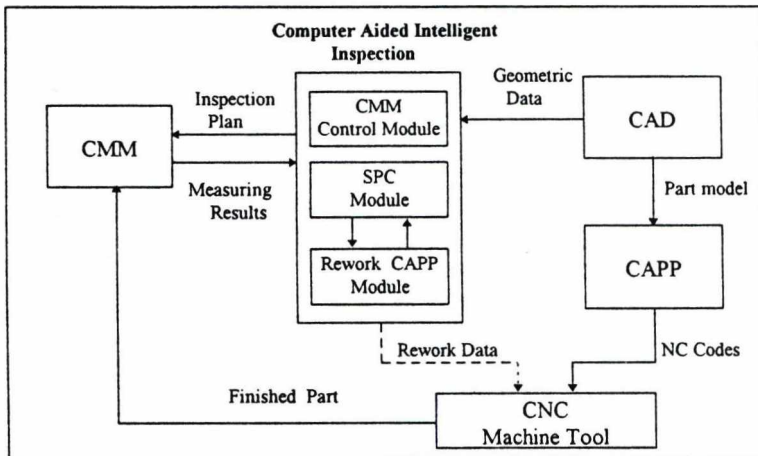 Computer Aided Intelligent
Inspection
Geometric
Data
Inspection
Plan
CMM
Control Module
CMM
CAD
SPC
Module
Measuring
Results
Part model
Rework CAPP
Module
CAPP
Rework Data
NC Codes
Finished Part
CNC
Machine Tool